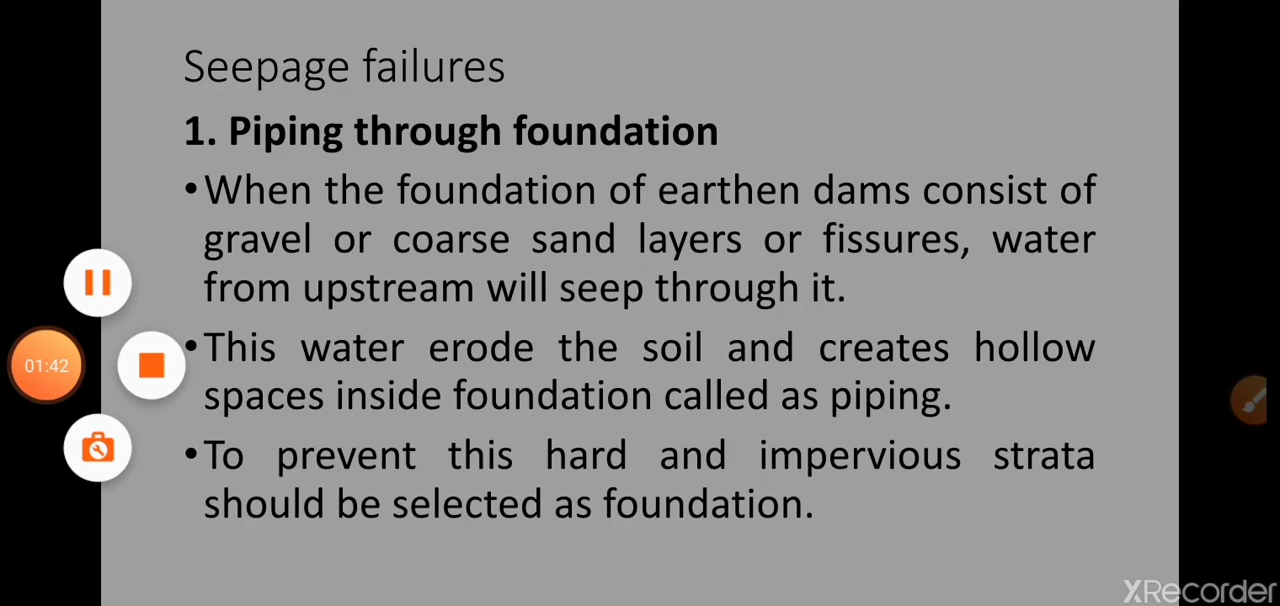 Seepage failures
1. Piping through foundation
•When the foundation of earthen dams consist of
gravel or coarse sand layers or fissures, water
from upstream will seep through it.
•This water erode the soil and creates hollow
spaces inside foundation called as piping.
•To prevent this hard and impervious strata
should be selected as foundation.
01:42
XRecorder